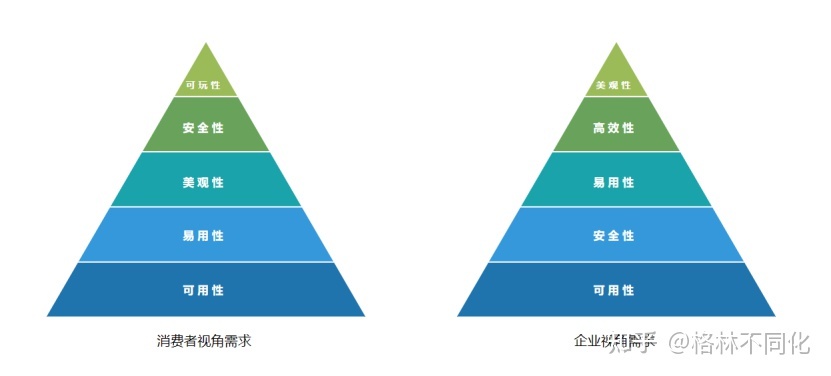 可玩性
安全性
美观性
易用性
可用性
消费者视角需求
美观性
高效性
易用性
安全性
可用性
企业视角需求
知乎 @格林不同化